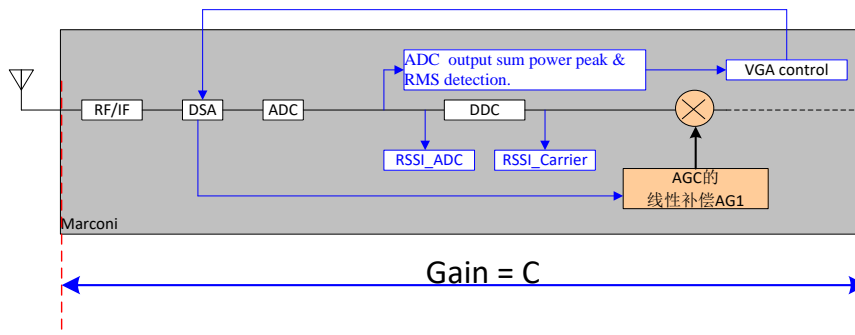 ADC output sum power peak &
RMS detection.
VGA control
RF/IF
DSA
ADC
DDC
RSSI_ADC
RSSI_Carrier
AGC的
线性补偿AG1
Marconi
Gain = C